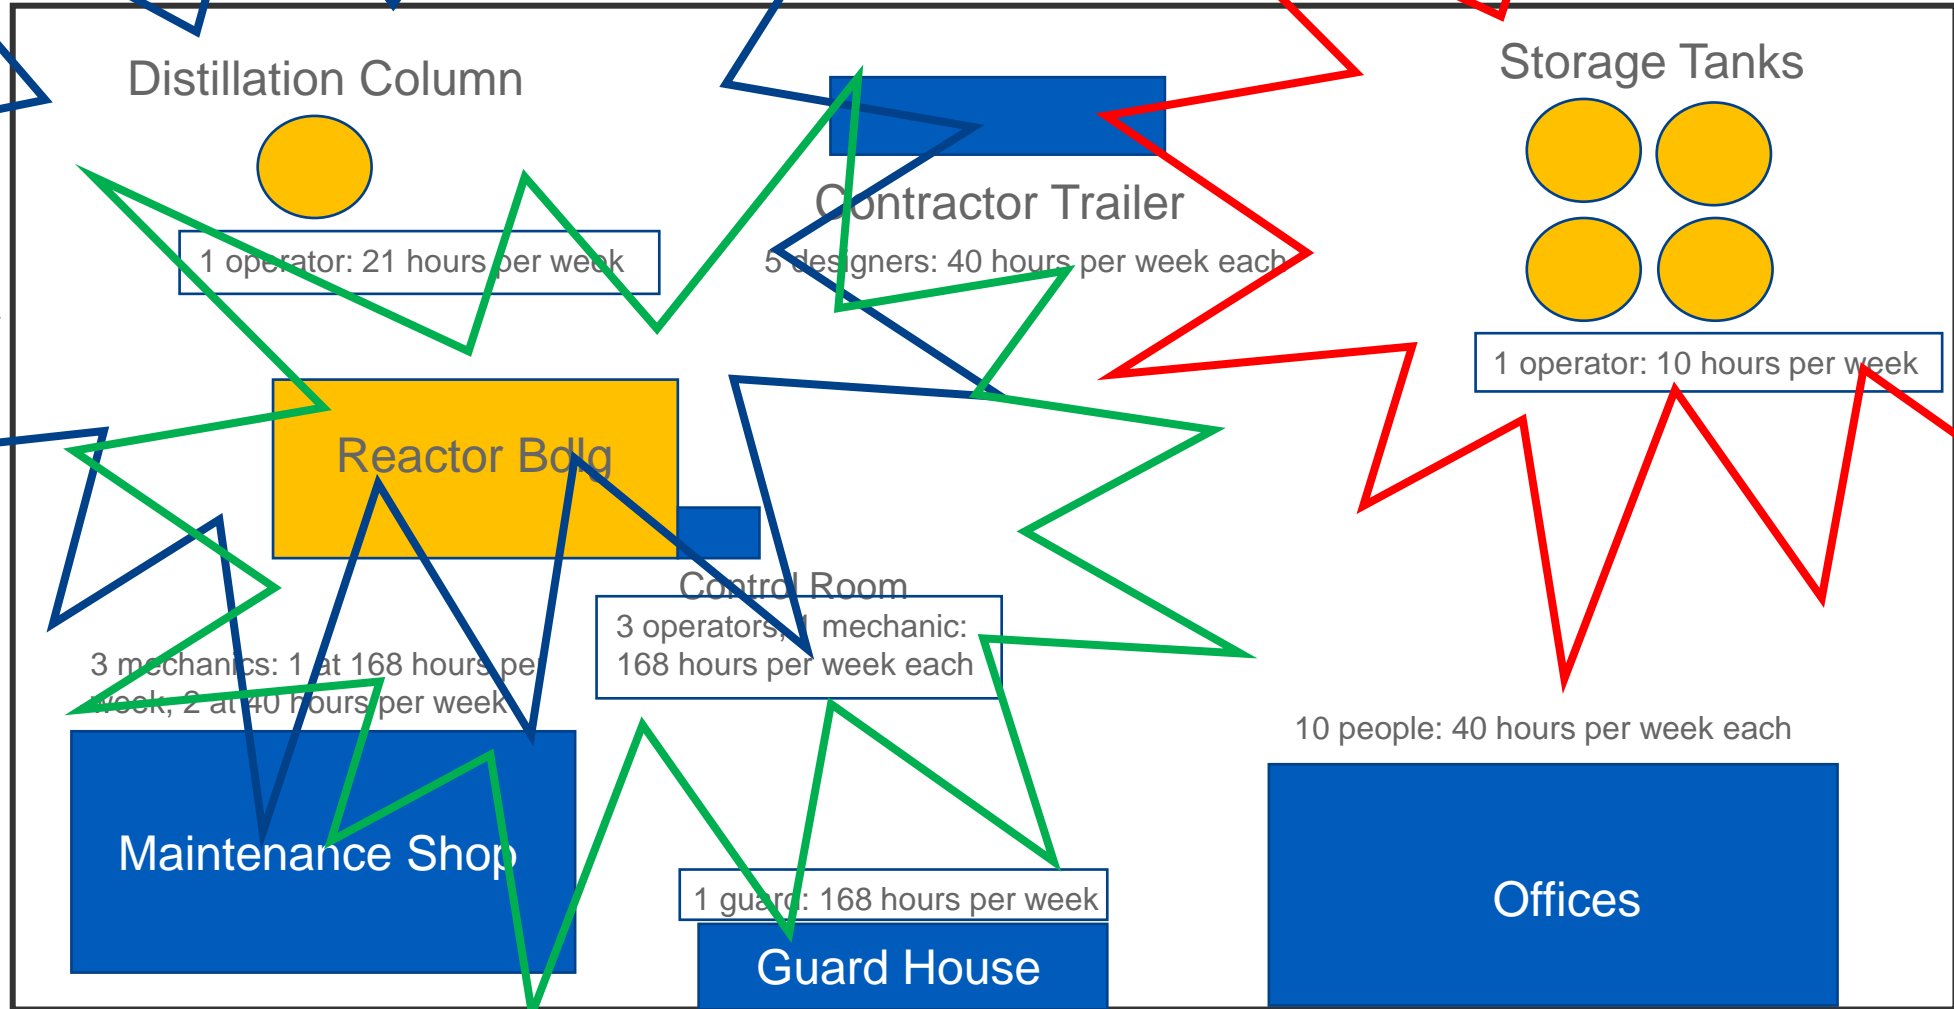 Distillation Column
1 operator: 21 hours per week
Contractor Trailer
5 designers: 40 hours per week each
Storage Tanks
1 operator: 10 hours per week
Reactor Bdlg
Control Room
3 operators, 1 mechanic:
168 hours per week each
3 mechanics: 1 at 168 hours per
week, 2 at 40 hours per week
Maintenance Shop
1 guard: 168 hours per week
Guard House
10 people: 40 hours per week each
Offices